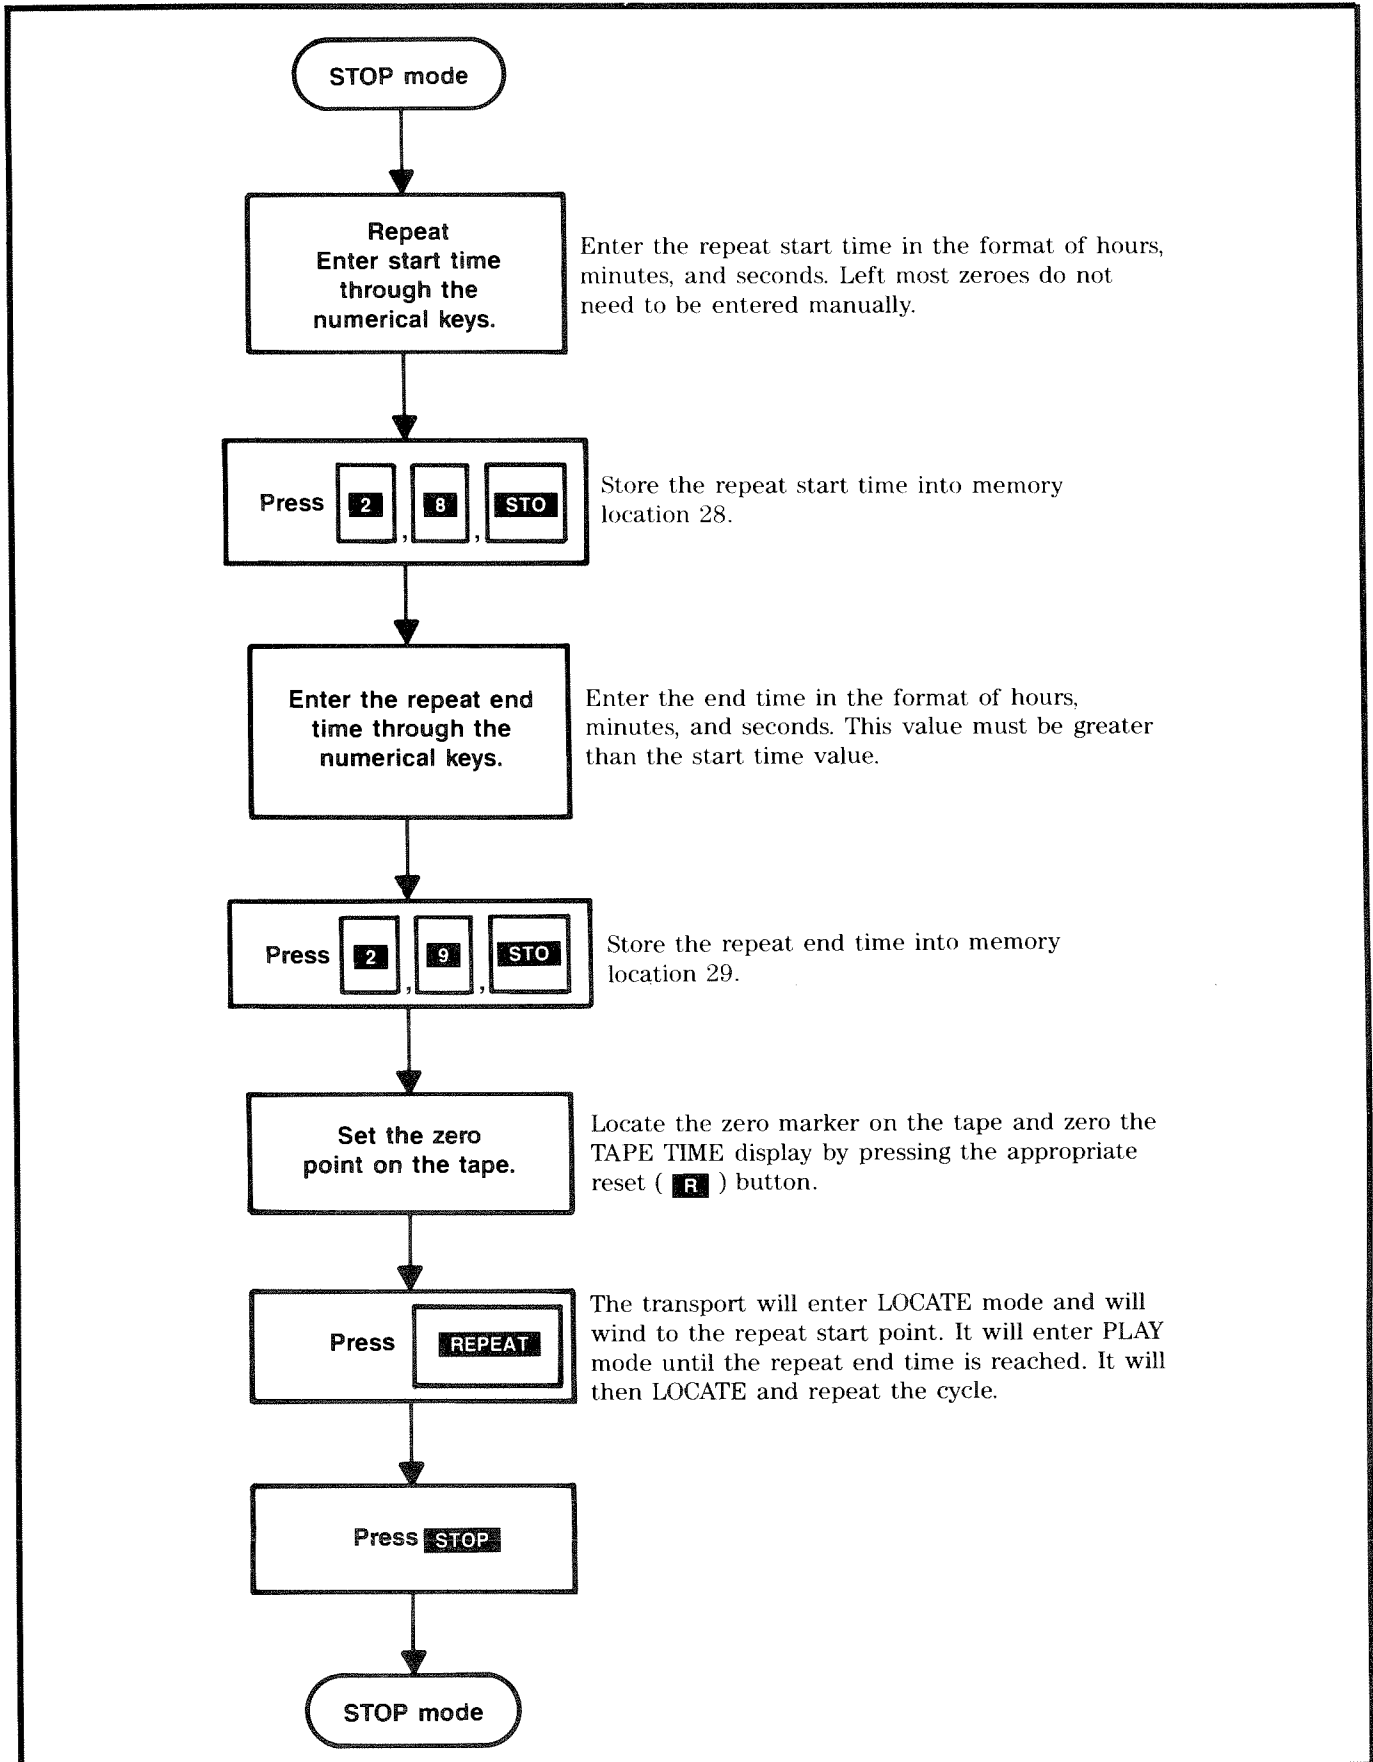 STOP mode
Repeat
Enter start time
through the
numerical keys.
Enter the repeat start time in the format of hours,
minutes, and seconds. Left most zeroes do not
need to be entered manually.
Press 2 , 8 , STO
Store the repeat start time into memory
location 28.
Enter the repeat end
time through the
numerical keys.
Enter the end time in the format of hours,
minutes, and seconds. This value must be greater
than the start time value.
Press 2 , 9 , STO
Store the repeat end time into memory
location 29.
Set the zero
point on the tape.
Locate the zero marker on the tape and zero the
TAPE TIME display by pressing the appropriate
reset ( R ) button.
Press REPEAT
The transport will enter LOCATE mode and will
wind to the repeat start point. It will enter PLAY
mode until the repeat end time is reached. It will
then LOCATE and repeat the cycle.
Press STOP
STOP mode